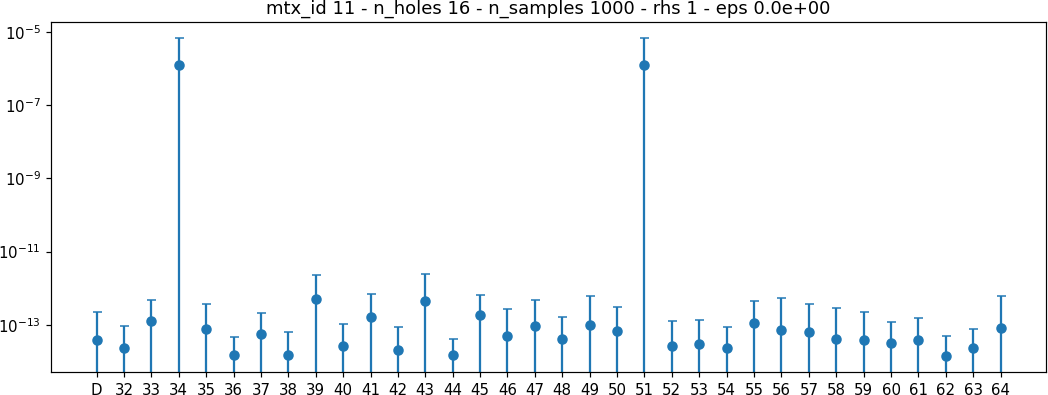 mtx_id 11 - n_holes 16 - n_samples 1000 - rhs 1 - eps 0.0e+00
10⁻⁵
10⁻⁷
10⁻⁹
10⁻¹¹
10⁻¹³
D 32 33 34 35 36 37 38 39 40 41 42 43 44 45 46 47 48 49 50 51 52 53 54 55 56 57 58 59 60 61 62 63 64